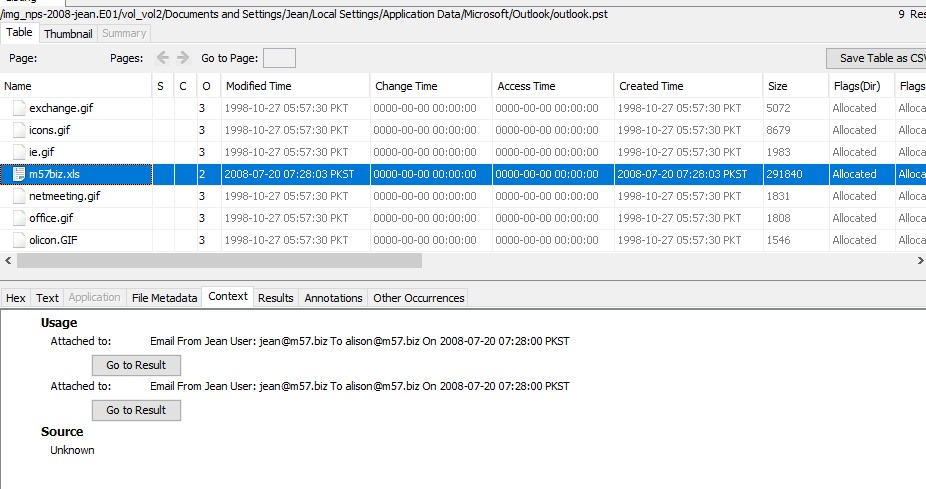 Listing
/img_nps-2008-jean.E01/vol_vol2/Documents and Settings/Jean/Local Settings/Application Data/Microsoft/Outlook/outlook.pst 9 Res
Table Thumbnail Summary
Page: Pages: Go to Page: Save Table as CSV
Name S C O Modified Time Change Time Access Time Created Time Size Flags(Dir) Flags
exchange.gif 3 1998-10-27 05:57:30 PKT 0000-00-00 00:00:00 0000-00-00 00:00:00 1998-10-27 05:57:30 PKT 5072 Allocated Alloca
icons.gif 3 1998-10-27 05:57:30 PKT 0000-00-00 00:00:00 0000-00-00 00:00:00 1998-10-27 05:57:30 PKT 8679 Allocated Alloca
ie.gif 3 1998-10-27 05:57:30 PKT 0000-00-00 00:00:00 0000-00-00 00:00:00 1998-10-27 05:57:30 PKT 1983 Allocated Alloca
m57biz.xls 2 2008-07-20 07:28:03 PKST 0000-00-00 00:00:00 0000-00-00 00:00:00 2008-07-20 07:28:03 PKST 291840 Allocated Alloca
netmeeting.gif 3 1998-10-27 05:57:30 PKT 0000-00-00 00:00:00 0000-00-00 00:00:00 1998-10-27 05:57:30 PKT 1831 Allocated Alloca
office.gif 3 1998-10-27 05:57:30 PKT 0000-00-00 00:00:00 0000-00-00 00:00:00 1998-10-27 05:57:30 PKT 1808 Allocated Alloca
olicon.GIF 3 1998-10-27 05:57:30 PKT 0000-00-00 00:00:00 0000-00-00 00:00:00 1998-10-27 05:57:30 PKT 1546 Allocated Alloca
Hex Text Application File Metadata Context Results Annotations Other Occurrences
Usage
Attached to: Email From Jean User: jean@m57.biz To alison@m57.biz On 2008-07-20 07:28:00 PKST
Go to Result
Attached to: Email From Jean User: jean@m57.biz To alison@m57.biz On 2008-07-20 07:28:00 PKST
Go to Result
Source
Unknown